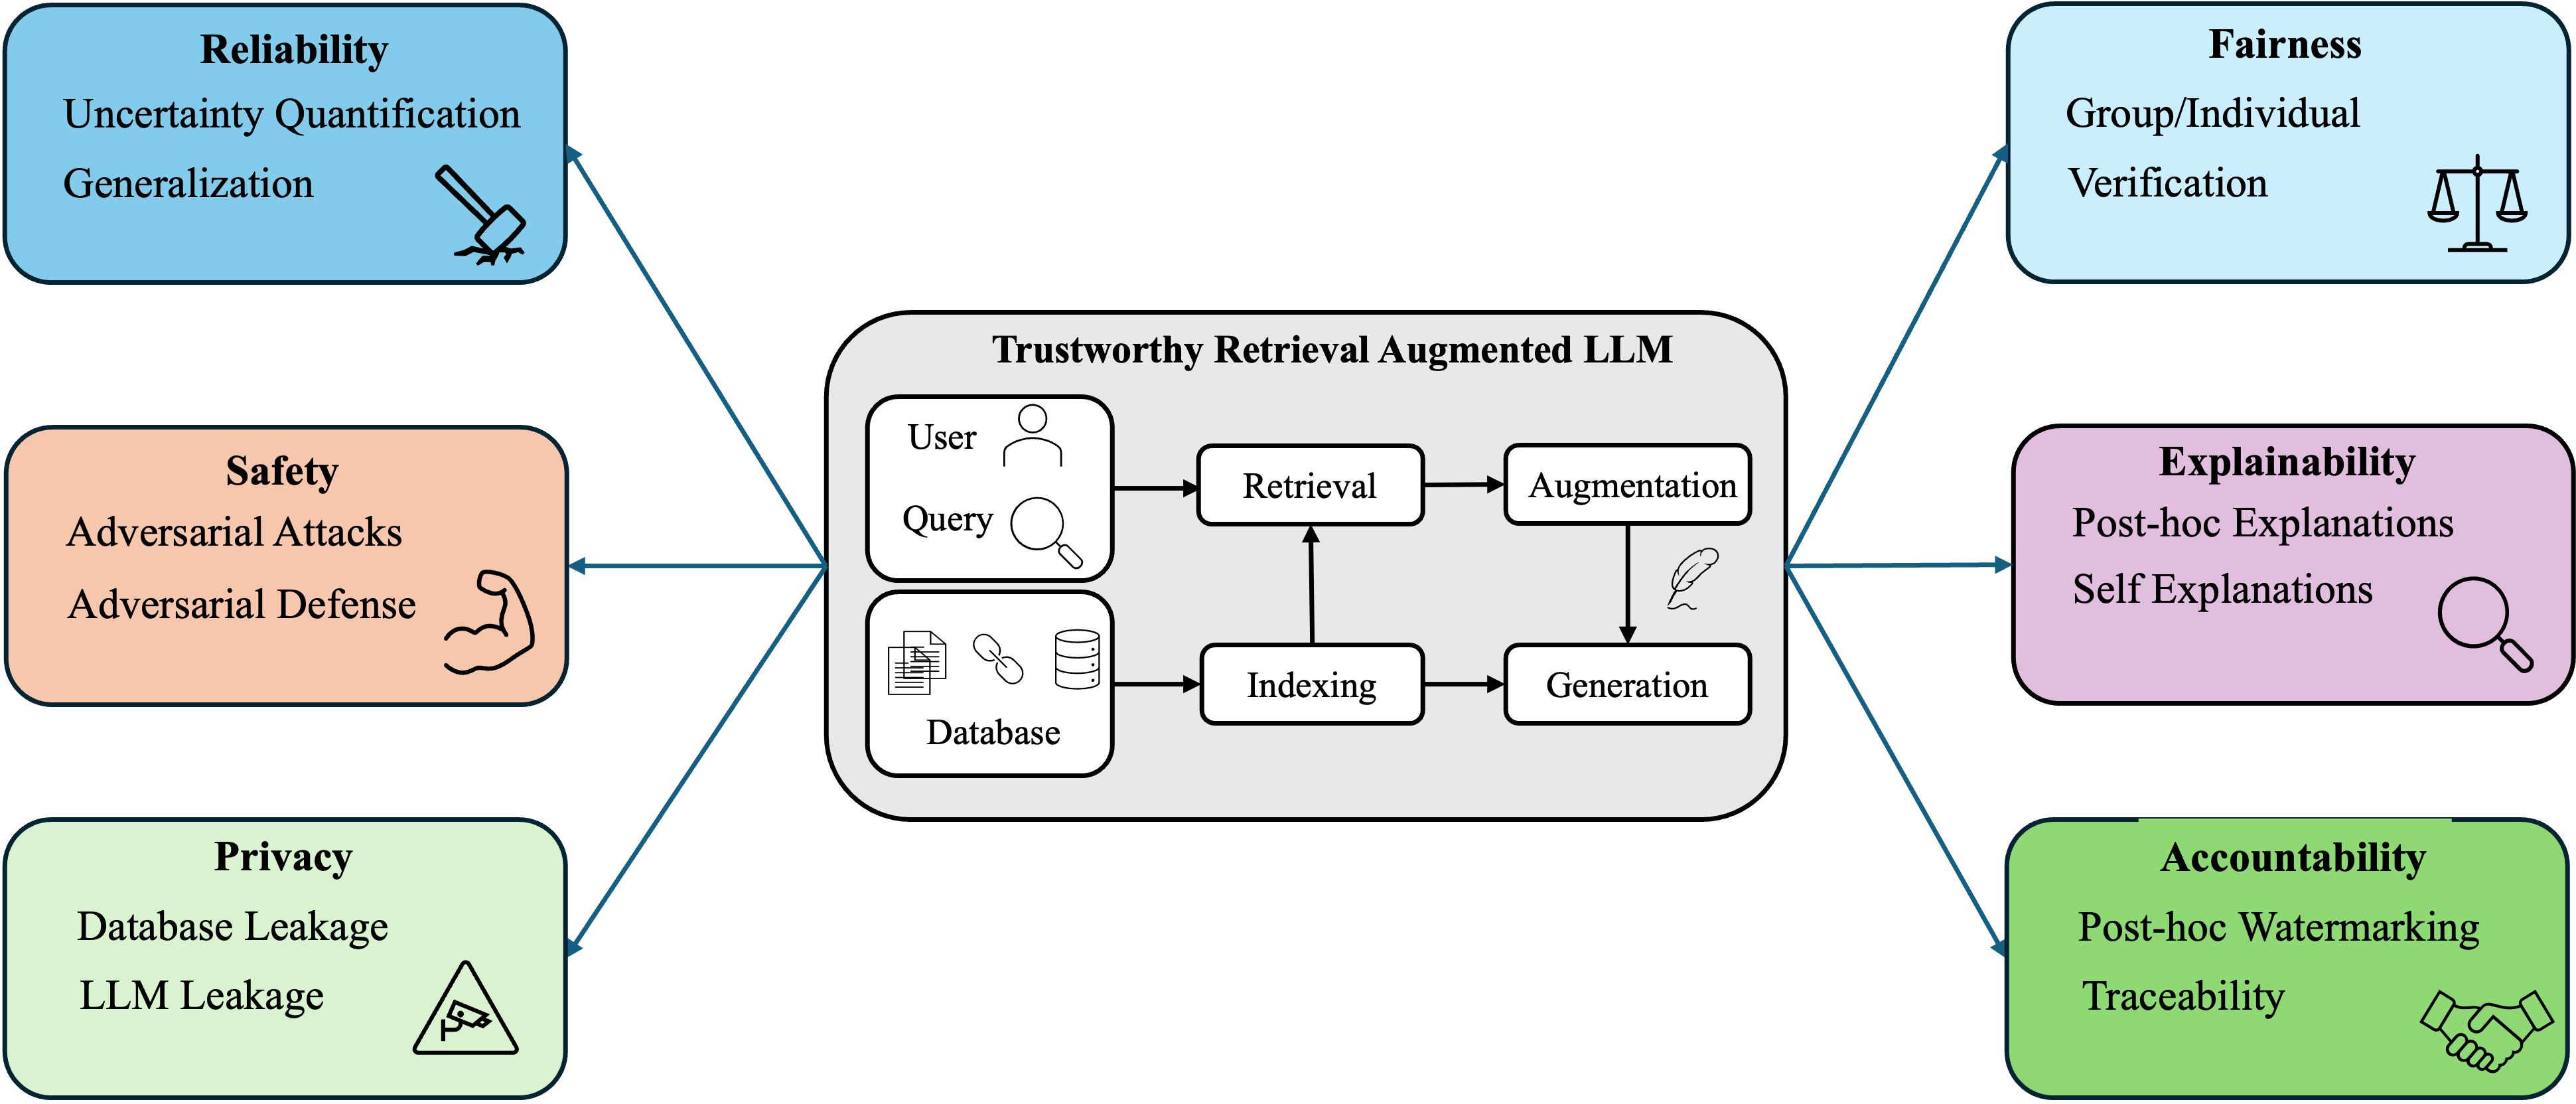 Reliability
Uncertainty Quantification
Generalization
Safety
Adversarial Attacks
Adversarial Defense
Privacy
Database Leakage
LLM Leakage
Trustworthy Retrieval Augmented LLM
User
Query
Database
Retrieval
Augmentation
Indexing
Generation
Fairness
Group/Individual
Verification
Explainability
Post-hoc Explanations
Self Explanations
Accountability
Post-hoc Watermarking
Traceability